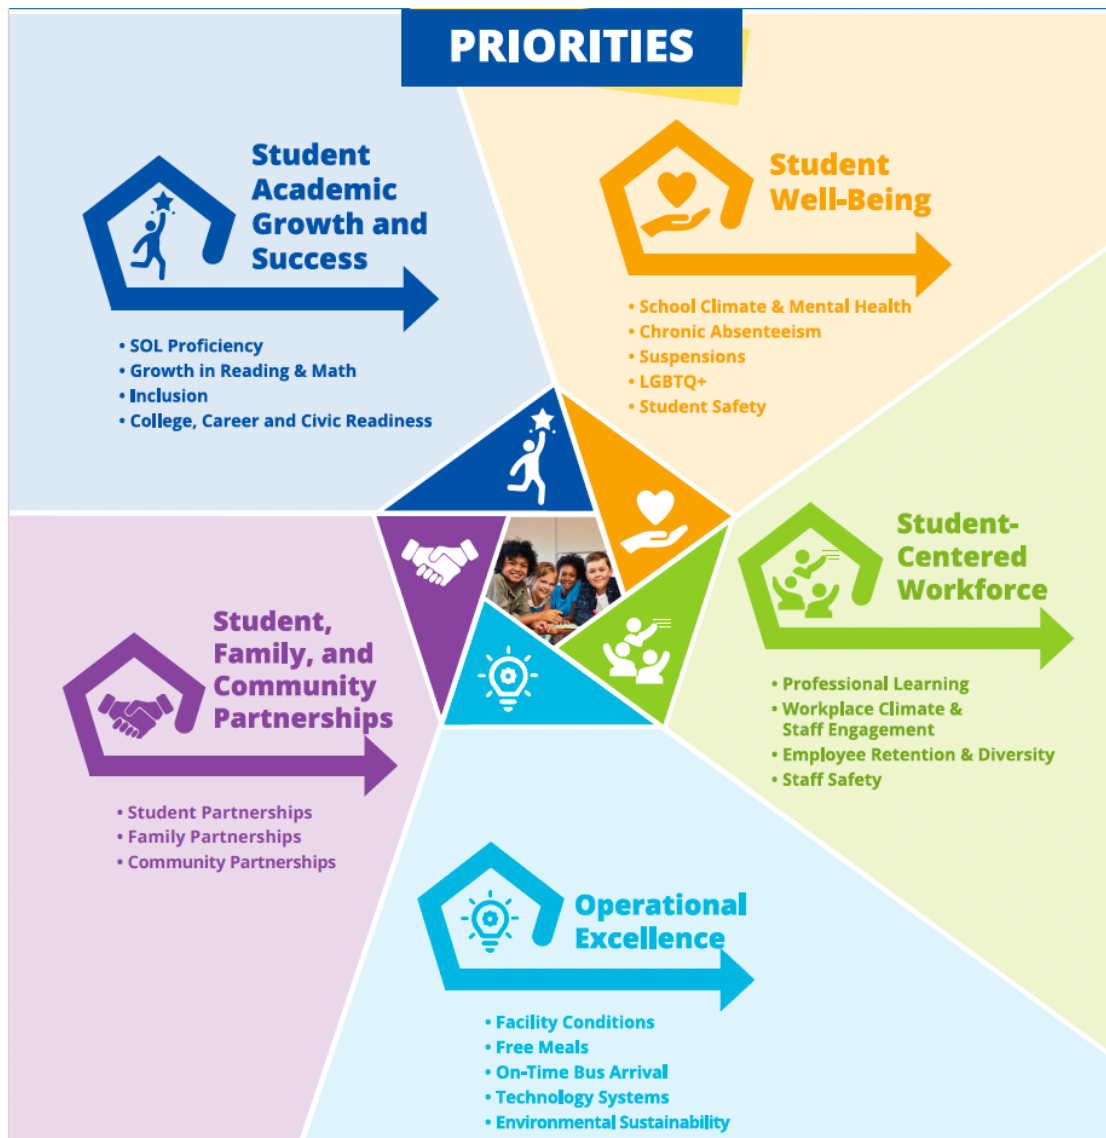 PRIORITIES
Student
Academic
Growth and
Success
• SOL Proficiency
• Growth in Reading & Math
• Inclusion
• College, Career and Civic Readiness
Student
Well-Being
• School Climate & Mental Health
• Chronic Absenteeism
• Suspensions
• LGBTQ+
• Student Safety
Student-
Centered
Workforce
• Professional Learning
• Workplace Climate &
Staff Engagement
• Employee Retention & Diversity
• Staff Safety
Student,
Family, and
Community
Partnerships
• Student Partnerships
• Family Partnerships
• Community Partnerships
Operational
Excellence
• Facility Conditions
• Free Meals
• On-Time Bus Arrival
• Technology Systems
• Environmental Sustainability